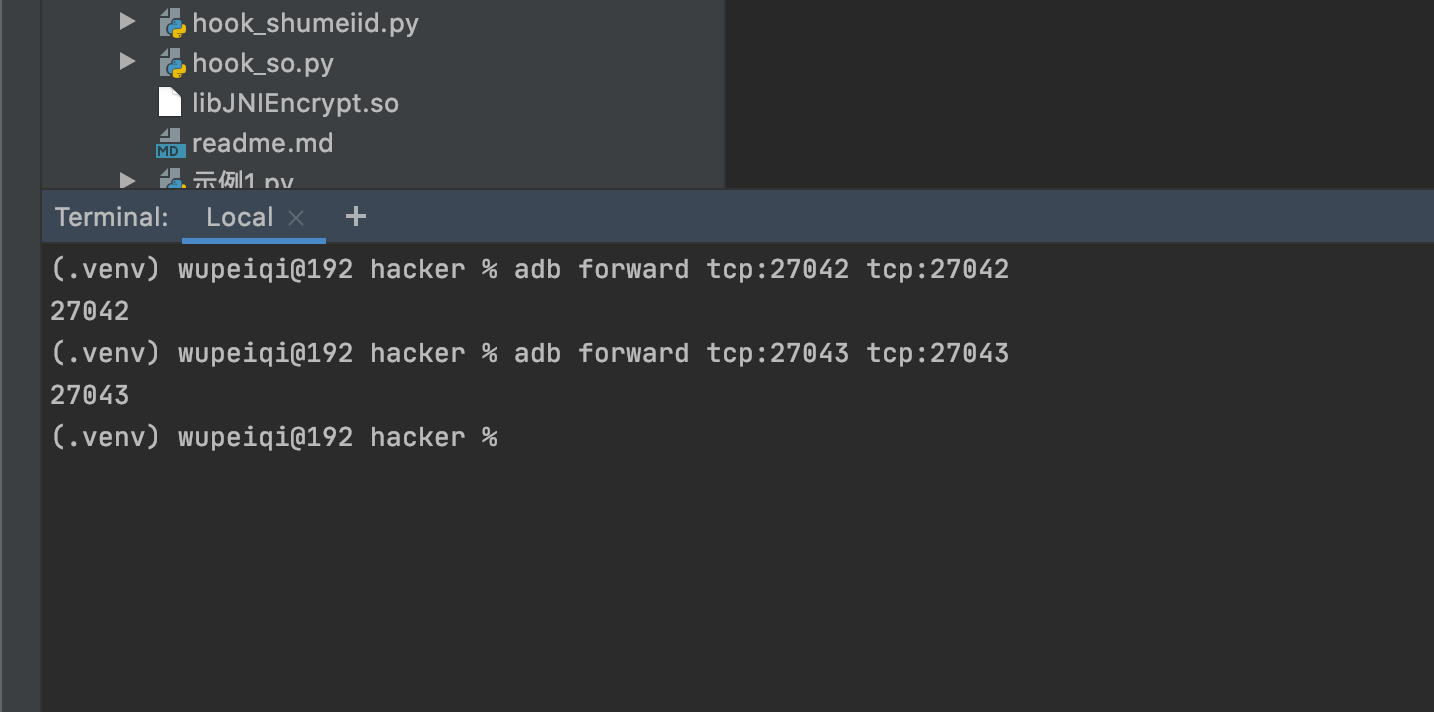 hook_shumeiid.py
hook_so.py
libJNIEncrypt.so
MD readme.md
示例1.py
Terminal: Local × +
(.venv) wupeiqi@192 hacker % adb forward tcp:27042 tcp:27042
27042
(.venv) wupeiqi@192 hacker % adb forward tcp:27043 tcp:27043
27043
(.venv) wupeiqi@192 hacker %